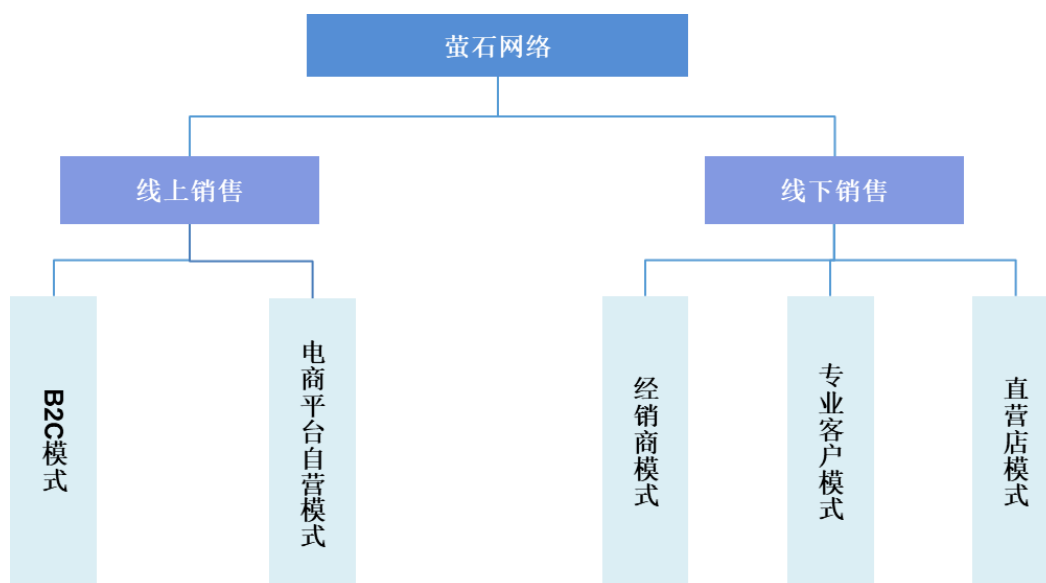 萤石网络
线上销售
线下销售
B2C模式
电商平台自营模式
经销商模式
专业客户模式
直营店模式